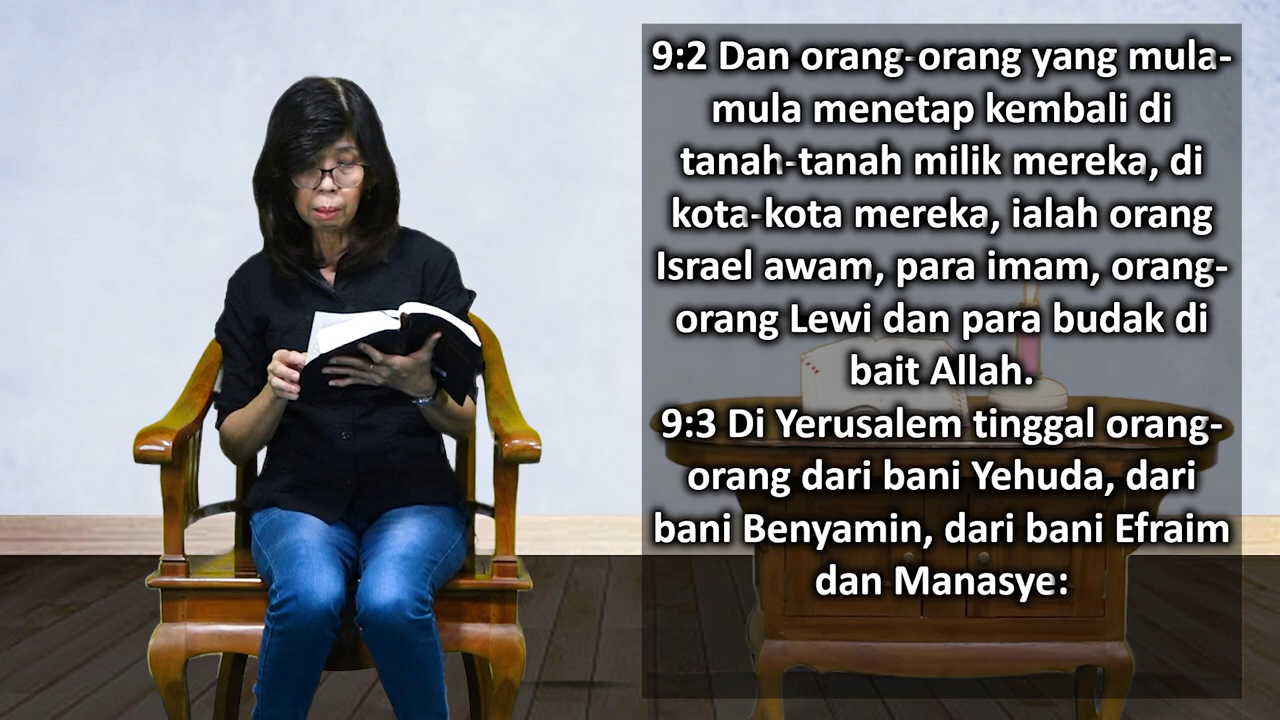 9:2 Dan orang-orang yang mula-
mula menetap kembali di
tanah-tanah milik mereka, di
kota-kota mereka, ialah orang
Israel awam, para imam, orang-
orang Lewi dan para budak di
bait Allah.
9:3 Di Yerusalem tinggal orang-
orang dari bani Yehuda, dari
bani Benyamin, dari bani Efraim
dan Manasye: